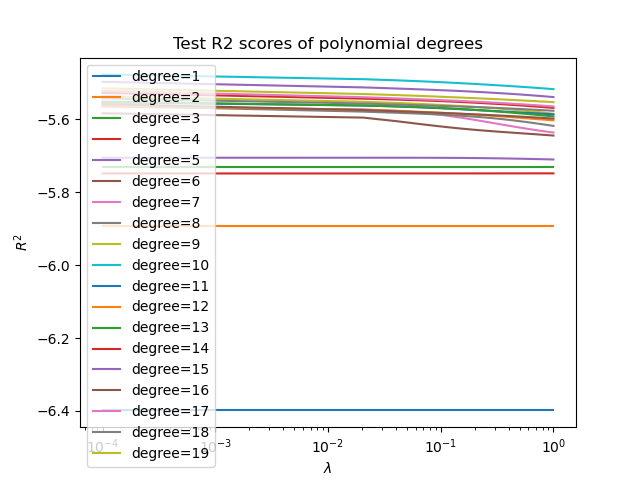 Test R2 scores of polynomial degrees
R²
−5.6
−5.8
−6.0
−6.2
−6.4
degree=1
degree=2
degree=3
degree=4
degree=5
degree=6
degree=7
degree=8
degree=9
degree=10
degree=11
degree=12
degree=13
degree=14
degree=15
degree=16
degree=17
degree=18
degree=19
10⁻⁴ 10⁻³ 10⁻² 10⁻¹ 10⁰
λ